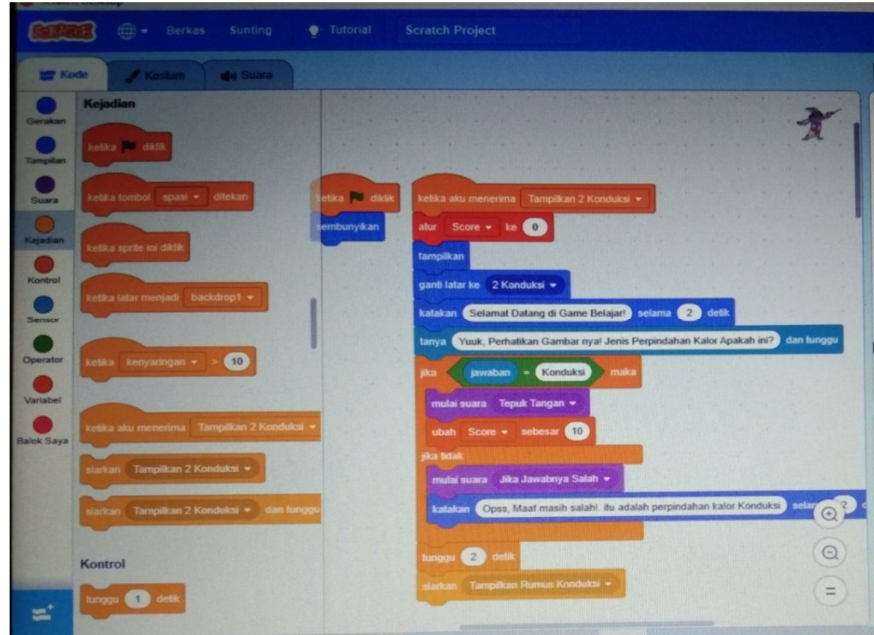 SCRATCH
Berkas
Sunting
Tutorial
Scratch Project
Kode
Kostum
Suara
Gerakan
Tampilan
Suara
Kejadian
Kontrol
Sensor
Operator
Variabel
Balok Saya
Kejadian
ketika diklik
ketika tombol spasi ditekan
ketika sprite ini diklik
ketika latar menjadi backdrop1
ketika kenyaringan > 10
ketika aku menerima Tampilkan 2 Konduksi
siarkan Tampilkan 2 Konduksi
siarkan Tampilkan 2 Konduksi dan tunggu
Kontrol
tunggu 1 detik
ketika diklik
sembunyikan
ketika aku menerima Tampilkan 2 Konduksi
atur Score ke 0
tampilkan
ganti latar ke 2 Konduksi
katakan Selamat Datang di Game Belajar! selama 2 detik
tanya Yuuk, Perhatikan Gambar nya! Jenis Perpindahan Kalor Apakah ini? dan tunggu
jika jawaban = Konduksi maka
mulai suara Tepuk Tangan
ubah Score sebesar 10
jika tidak
mulai suara Jika Jawabnya Salah
katakan Opss, Maaf masih salah!. itu adalah perpindahan kalor Konduksi 2
tunggu 2 detik
siarkan Tampilkan Rumus Konduksi